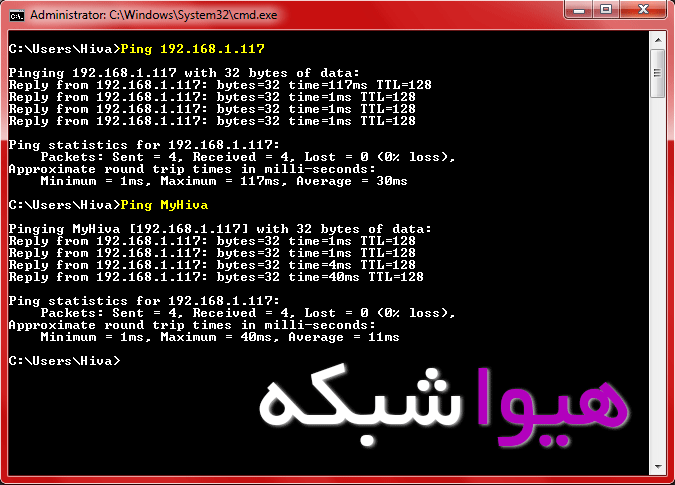 Administrator: C:\Windows\System32\cmd.exe
C:\Users\Hiva>Ping 192.168.1.117
Pinging 192.168.1.117 with 32 bytes of data:
Reply from 192.168.1.117: bytes=32 time=117ms TTL=128
Reply from 192.168.1.117: bytes=32 time=1ms TTL=128
Reply from 192.168.1.117: bytes=32 time=1ms TTL=128
Reply from 192.168.1.117: bytes=32 time=1ms TTL=128
Ping statistics for 192.168.1.117:
    Packets: Sent = 4, Received = 4, Lost = 0 (0% loss),
Approximate round trip times in milli-seconds:
    Minimum = 1ms, Maximum = 117ms, Average = 30ms
C:\Users\Hiva>Ping MyHiva
Pinging MyHiva [192.168.1.117] with 32 bytes of data:
Reply from 192.168.1.117: bytes=32 time=1ms TTL=128
Reply from 192.168.1.117: bytes=32 time=1ms TTL=128
Reply from 192.168.1.117: bytes=32 time=4ms TTL=128
Reply from 192.168.1.117: bytes=32 time=40ms TTL=128
Ping statistics for 192.168.1.117:
    Packets: Sent = 4, Received = 4, Lost = 0 (0% loss),
Approximate round trip times in milli-seconds:
    Minimum = 1ms, Maximum = 40ms, Average = 11ms
C:\Users\Hiva>
هیوا شبکه